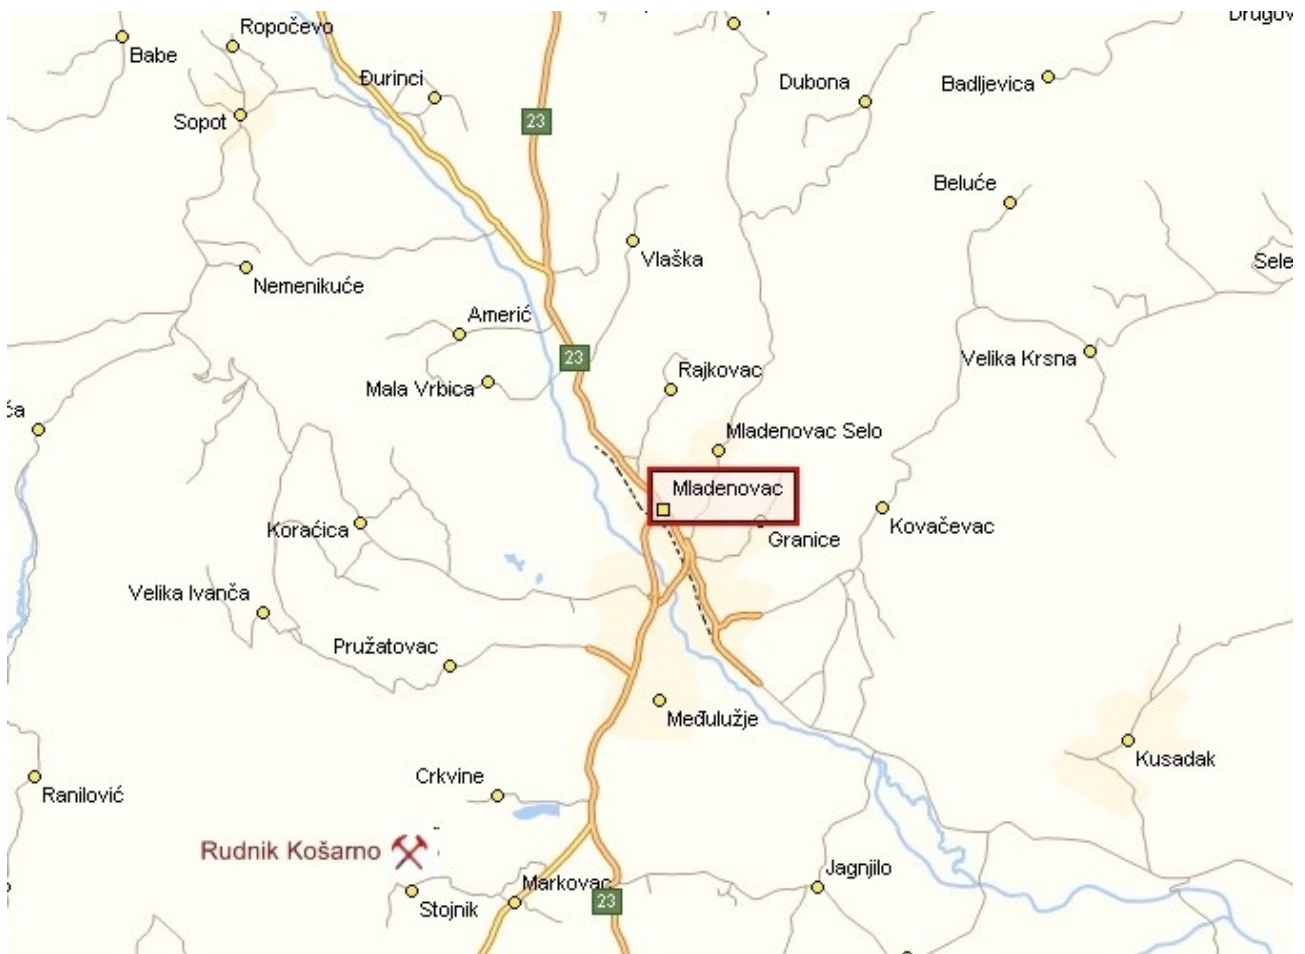 Ropočevo
Babe
Đurinci
Dubona
Badljevica
Sopot
23
Beluće
Vlaška
Nemenikuće
Americ
23
Velika Krsna
Mala Vrbica
Rajkovac
Mladenovac Selo
Mladenovac
Koraćica
Granice
Kovačevac
Velika Ivanča
Pružatovac
Međulužje
Kusadak
Crkvine
Ranilović
Rudnik Košarno
Jagnjilo
Markovac
Stojnik
23